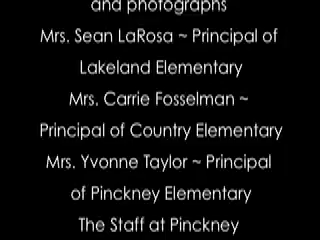 and photographs
Mrs. Sean LaRosa ~ Principal of
Lakeland Elementary
Mrs. Carrie Fosselman ~
Principal of Country Elementary
Mrs. Yvonne Taylor ~ Principal
of Pinckney Elementary
The Staff at Pinckney